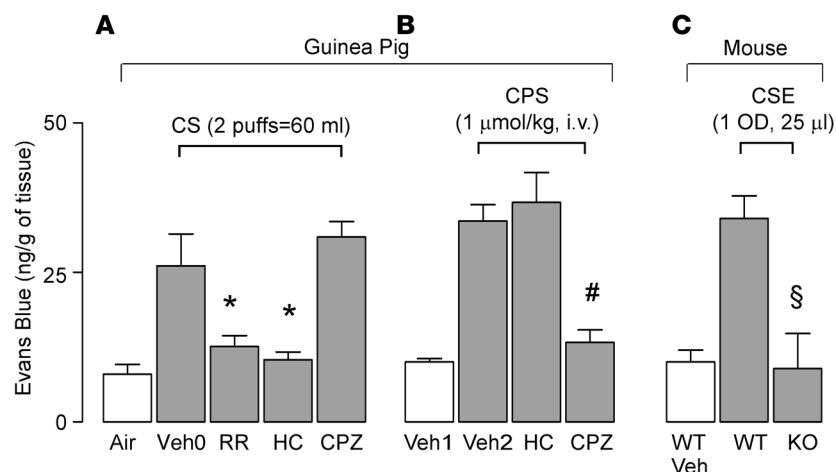 A
B
C
Guinea Pig
Mouse
CS (2 puffs=60 ml)
CPS
(1 μmol/kg, i.v.)
CSE
(1 OD, 25 μl)
Evans Blue (ng/g of tissue)
50
25
0
*
*
#
§
Air Veh0 RR HC CPZ
Veh1 Veh2 HC CPZ
WT WT KO
Veh